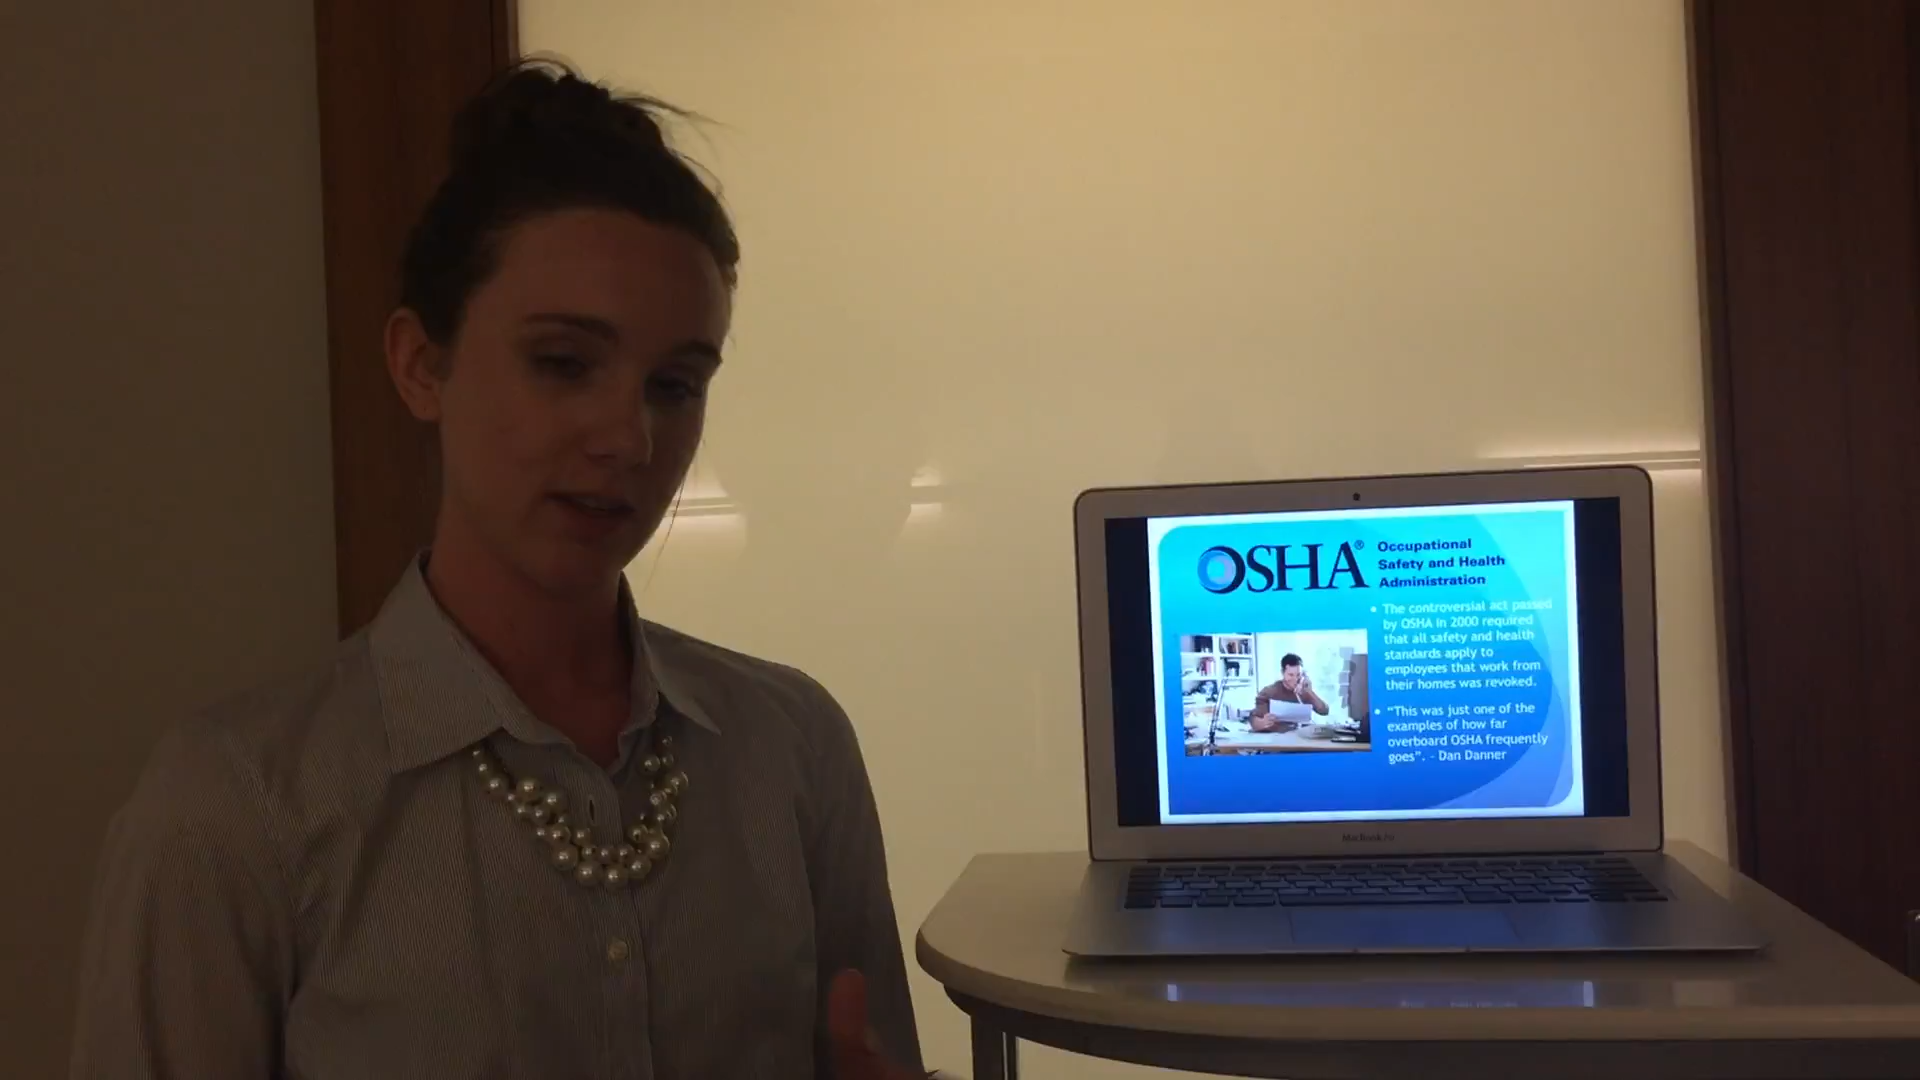 OSHA®
Occupational
Safety and Health
Administration
• The controversial act passed
by OSHA in 2000 required
that all safety and health
standards apply to
employees that work from
their homes was revoked.
• “This was just one of the
examples of how far
overboard OSHA frequently
goes”. - Dan Danner
MacBook Air